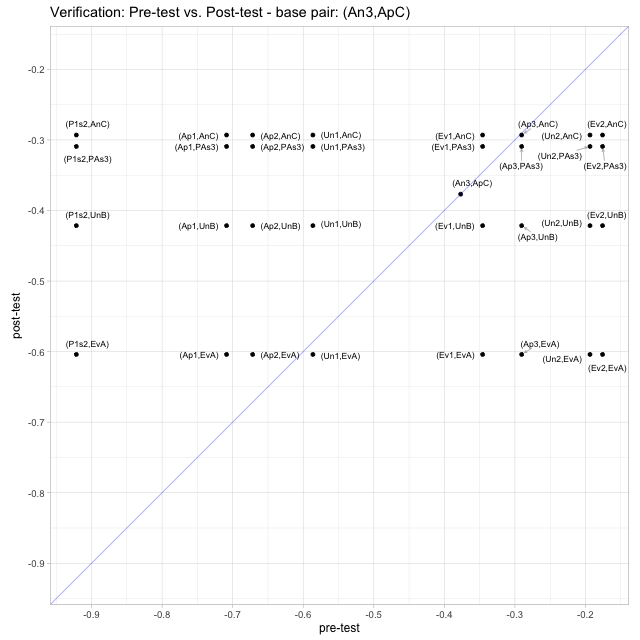 Verification: Pre-test vs. Post-test - base pair: (An3,ApC)
-0.2
(P1s2,AnC) (Ap3,AnC) (Ev2,AnC)
-0.3 (Ap1,AnC) (Ap2,AnC) (Un1,AnC) (Ev1,AnC) (Un2,AnC)
(Ap1,PAs3) (Ap2,PAs3) (Un1,PAs3) (Ev1,PAs3)
(P1s2,PAs3) (Un2,PAs3)
(Ap3,PAs3) (Ev2,PAs3)
(An3,ApC)
-0.4
(P1s2,UnB) (Ev2,UnB)
(Ap1,UnB) (Ap2,UnB) (Un1,UnB) (Ev1,UnB) (Un2,UnB)
(Ap3,UnB)
-0.5
post-test
(P1s2,EvA) (Ap3,EvA)
-0.6 (Ap1,EvA) (Ap2,EvA) (Un1,EvA) (Ev1,EvA) (Un2,EvA)
(Ev2,EvA)
-0.7
-0.8
-0.9
-0.9 -0.8 -0.7 -0.6 -0.5 -0.4 -0.3 -0.2
pre-test